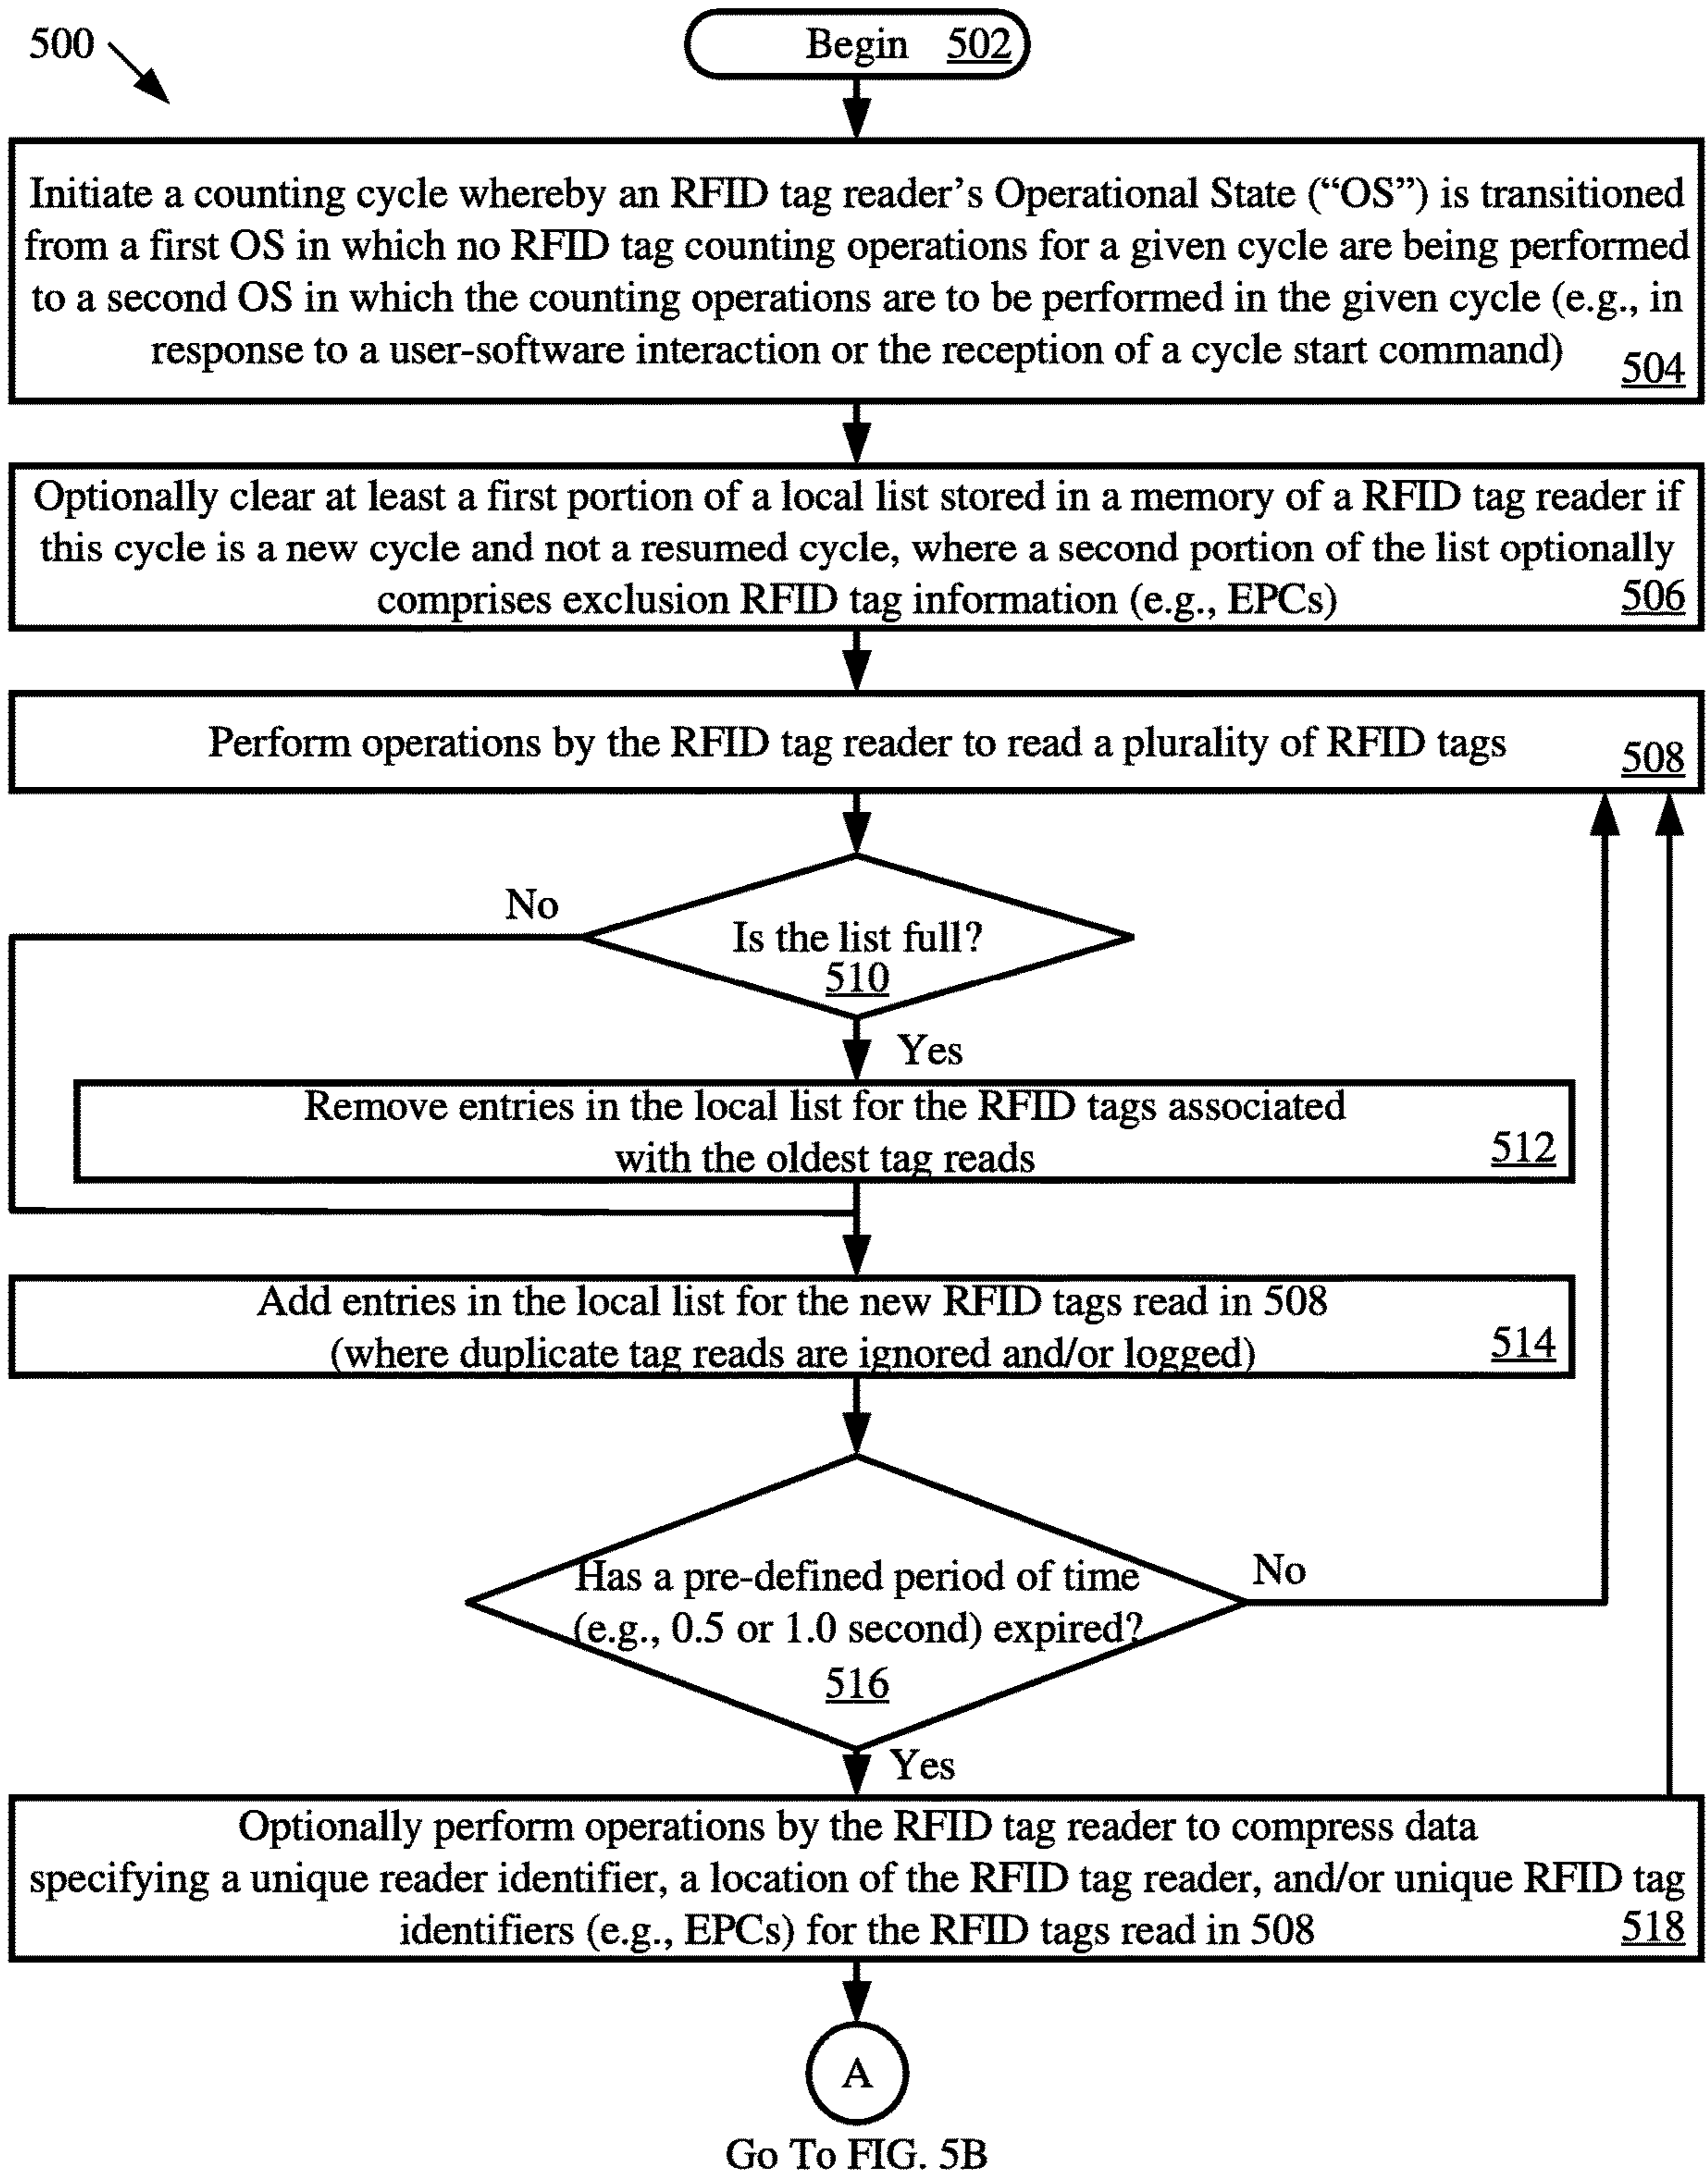 500
Begin 502
Initiate a counting cycle whereby an RFID tag reader’s Operational State (“OS”) is transitioned
from a first OS in which no RFID tag counting operations for a given cycle are being performed
to a second OS in which the counting operations are to be performed in the given cycle (e.g., in
response to a user-software interaction or the reception of a cycle start command)
504
Optionally clear at least a first portion of a local list stored in a memory of a RFID tag reader if
this cycle is a new cycle and not a resumed cycle, where a second portion of the list optionally
comprises exclusion RFID tag information (e.g., EPCs)
506
Perform operations by the RFID tag reader to read a plurality of RFID tags
508
No
Is the list full?
510
Yes
Remove entries in the local list for the RFID tags associated
with the oldest tag reads
512
Add entries in the local list for the new RFID tags read in 508
(where duplicate tag reads are ignored and/or logged)
514
Has a pre-defined period of time
(e.g., 0.5 or 1.0 second) expired?
516
No
Yes
Optionally perform operations by the RFID tag reader to compress data
specifying a unique reader identifier, a location of the RFID tag reader, and/or unique RFID tag
identifiers (e.g., EPCs) for the RFID tags read in 508
518
A
Go To FIG. 5B